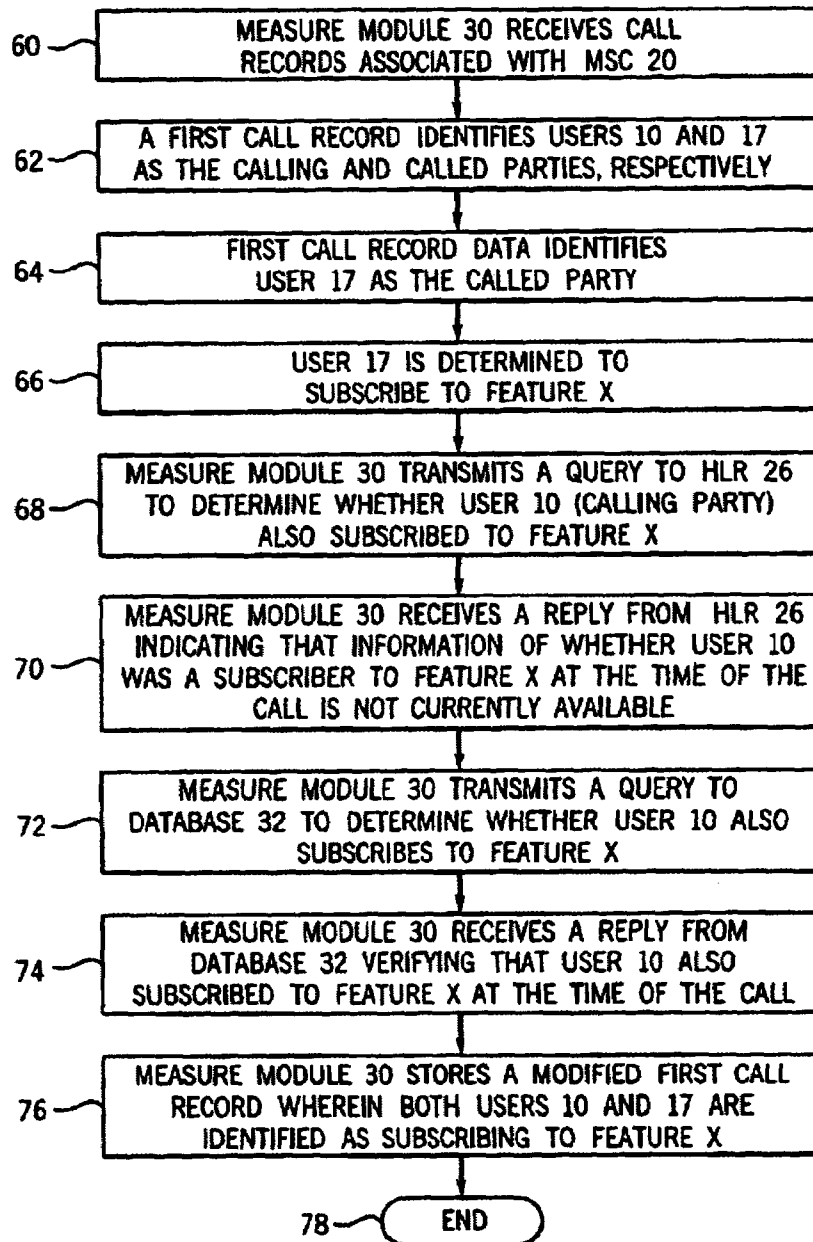 60
MEASURE MODULE 30 RECEIVES CALL
RECORDS ASSOCIATED WITH MSC 20
62
A FIRST CALL RECORD IDENTIFIES USERS 10 AND 17
AS THE CALLING AND CALLED PARTIES, RESPECTIVELY
64
FIRST CALL RECORD DATA IDENTIFIES
USER 17 AS THE CALLED PARTY
66
USER 17 IS DETERMINED TO
SUBSCRIBE TO FEATURE X
68
MEASURE MODULE 30 TRANSMITS A QUERY TO HLR 26
TO DETERMINE WHETHER USER 10 (CALLING PARTY)
ALSO SUBSCRIBED TO FEATURE X
70
MEASURE MODULE 30 RECEIVES A REPLY FROM HLR 26
INDICATING THAT INFORMATION OF WHETHER USER 10
WAS A SUBSCRIBER TO FEATURE X AT THE TIME OF THE
CALL IS NOT CURRENTLY AVAILABLE
72
MEASURE MODULE 30 TRANSMITS A QUERY TO
DATABASE 32 TO DETERMINE WHETHER USER 10 ALSO
SUBSCRIBES TO FEATURE X
74
MEASURE MODULE 30 RECEIVES A REPLY FROM
DATABASE 32 VERIFYING THAT USER 10 ALSO
SUBSCRIBED TO FEATURE X AT THE TIME OF THE CALL
76
MEASURE MODULE 30 STORES A MODIFIED FIRST CALL
RECORD WHEREIN BOTH USERS 10 AND 17 ARE
IDENTIFIED AS SUBSCRIBING TO FEATURE X
78
END